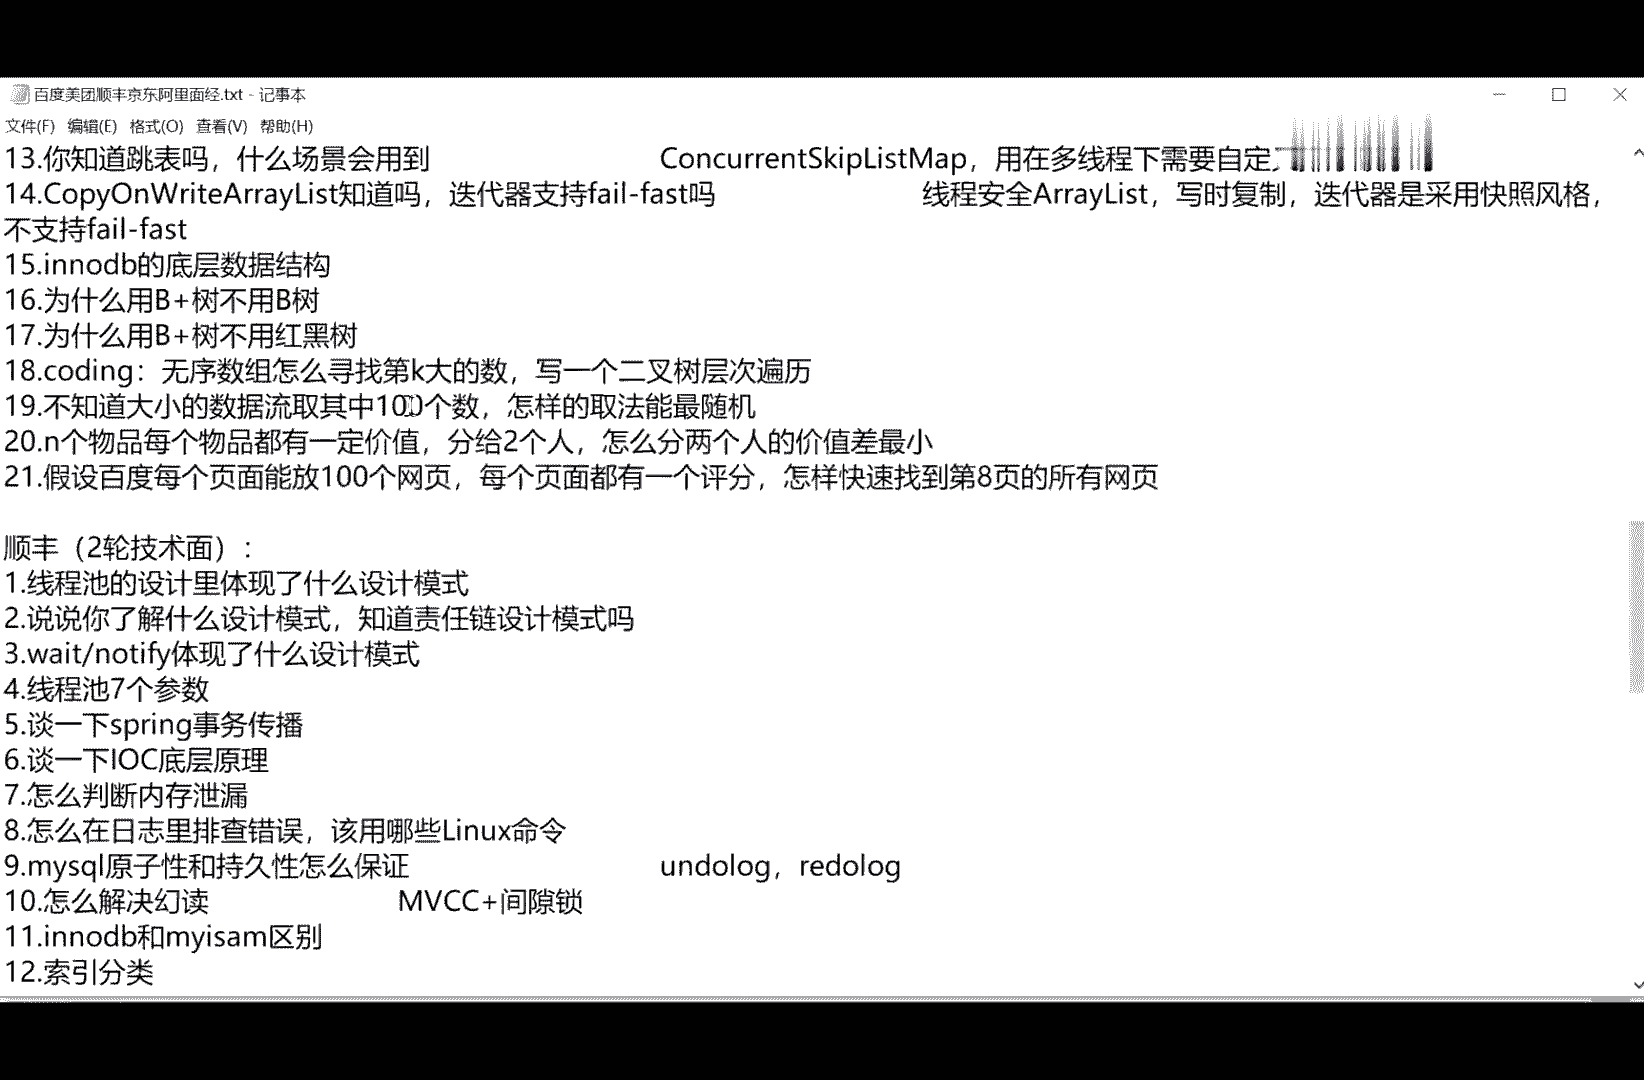 百度美团顺丰京东阿里面经.txt - 记事本
文件(F) 编辑(E) 格式(O) 查看(V) 帮助(H)
13.你知道跳表吗，什么场景会用到 ConcurrentSkipListMap，用在多线程下需要自定
14.CopyOnWriteArrayList知道吗，迭代器支持fail-fast吗 线程安全ArrayList，写时复制，迭代器是采用快照风格，
不支持fail-fast
15.innodb的底层数据结构
16.为什么用B+树不用B树
17.为什么用B+树不用红黑树
18.coding：无序数组怎么寻找第k大的数，写一个二叉树层次遍历
19.不知道大小的数据流取其中100个数，怎样的取法能最随机
20.n个物品每个物品都有一定价值，分给2个人，怎么分两个人的价值差最小
21.假设百度每个页面能放100个网页，每个页面都有一个评分，怎样快速找到第8页的所有网页
顺丰（2轮技术面）：
1.线程池的设计里体现了什么设计模式
2.说说你了解什么设计模式，知道责任链设计模式吗
3.wait/notify体现了什么设计模式
4.线程池7个参数
5.谈一下spring事务传播
6.谈一下IOC底层原理
7.怎么判断内存泄漏
8.怎么在日志里排查错误，该用哪些Linux命令
9.mysql原子性和持久性怎么保证 undolog，redolog
10.怎么解决幻读 MVCC+间隙锁
11.innodb和myisam区别
12.索引分类